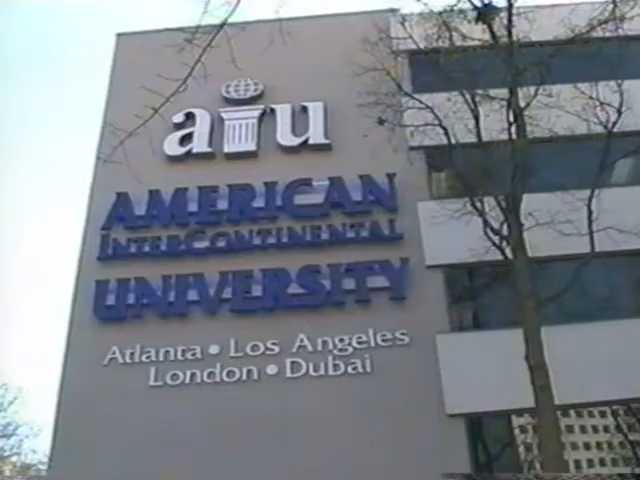 aiu
AMERICAN
INTERCONTINENTAL
UNIVERSITY
Atlanta • Los Angeles
London • Dubai